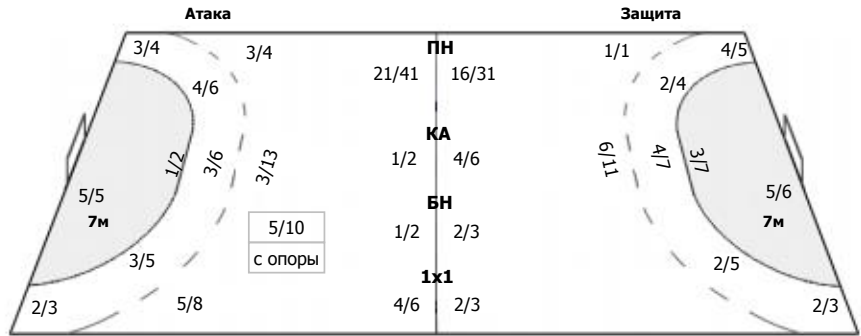 Атака Защита
3/4 3/4 ПН 1/1 4/5
21/41 16/31
4/6 2/4
КА
1/2 3/6 3/13 1/2 4/6 6/11 4/7 3/7
5/5 БН 5/6
7м 5/10 1/2 2/3 7м
3/5 с опоры 2/5
1x1
2/3 5/8 4/6 2/3 2/3